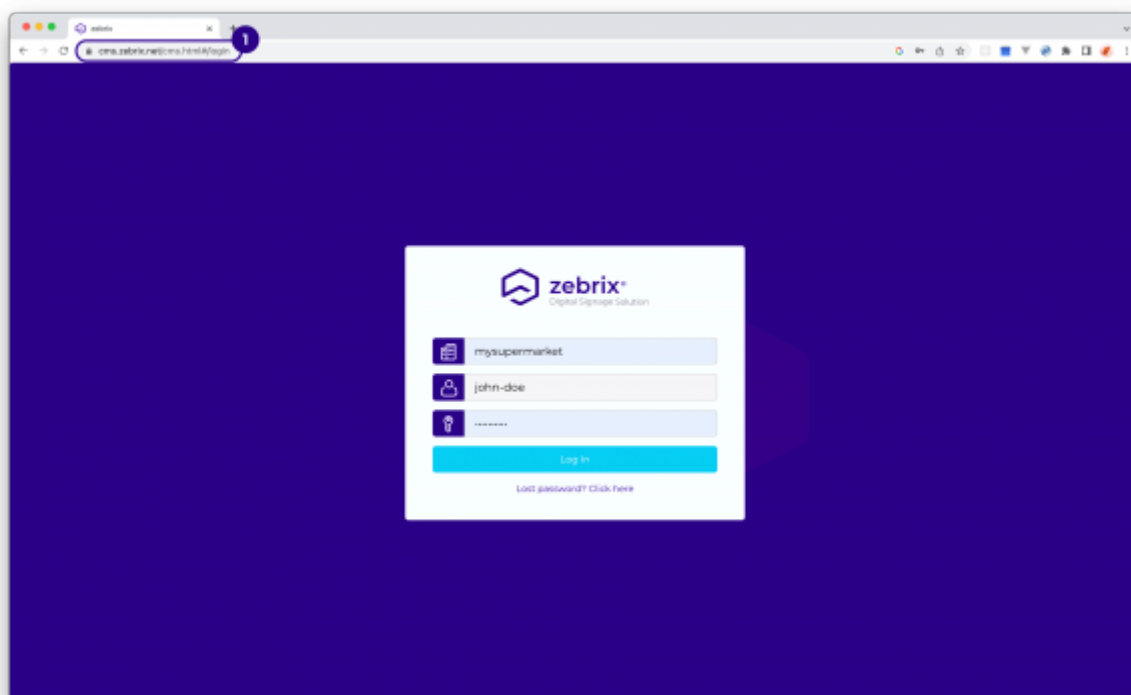 zebrix
1
cms.zebrix.net/cms.html#/login
zebrix
Digital Signage Solution
mysupermarket
john-doe
Log In
Lost password? Click here